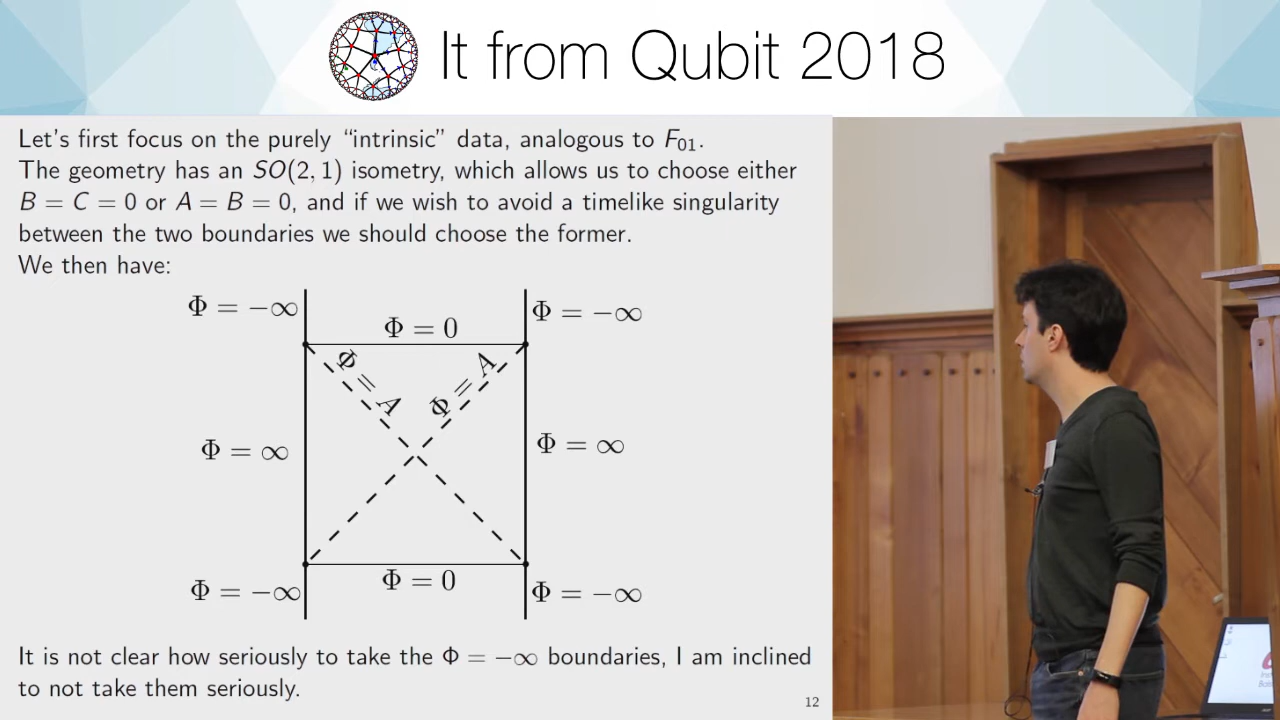 It from Qubit 2018
Let's first focus on the purely “intrinsic” data, analogous to F₀₁.
The geometry has an SO(2, 1) isometry, which allows us to choose either
B = C = 0 or A = B = 0, and if we wish to avoid a timelike singularity
between the two boundaries we should choose the former.
We then have:
Φ = −∞
Φ = −∞
Φ = 0
Φ = A
Φ = A
Φ = ∞
Φ = ∞
Φ = 0
Φ = −∞
Φ = −∞
It is not clear how seriously to take the Φ = −∞ boundaries, I am inclined
to not take them seriously.
12